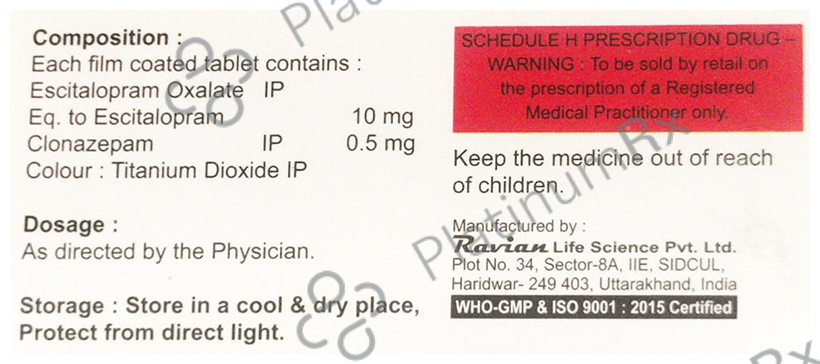 Composition :
Each film coated tablet contains :
Escitalopram Oxalate IP
Eq. to Escitalopram 10 mg
Clonazepam IP 0.5 mg
Colour : Titanium Dioxide IP
Dosage :
As directed by the Physician.
Storage : Store in a cool & dry place,
Protect from direct light.
SCHEDULE H PRESCRIPTION DRUG –
WARNING : To be sold by retail on
the prescription of a Registered
Medical Practitioner only.
Keep the medicine out of reach
of children.
Manufactured by :
Ravian Life Science Pvt. Ltd.
Plot No. 34, Sector-8A, IIE, SIDCUL,
Haridwar- 249 403, Uttarakhand, India
WHO-GMP & ISO 9001 : 2015 Certified
PlatinumRx